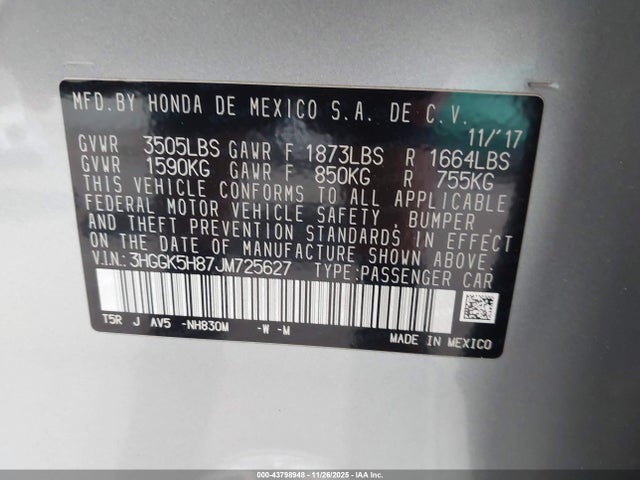 MFD. BY HONDA DE MEXICO S.A. DE C.V.
11/'17
GVWR 3505LBS GAWR F 1873LBS R 1664LBS
GVWR 1590KG GAWR F 850KG R 755KG
THIS VEHICLE CONFORMS TO ALL APPLICABLE
FEDERAL MOTOR VEHICLE SAFETY, BUMPER,
AND THEFT PREVENTION STANDARDS IN EFFECT
ON THE DATE OF MANUFACTURE SHOWN ABOVE.
V.I.N.: 3HGGK5H87JM725627 TYPE: PASSENGER CAR
T5R J AV5 -NH830M -W -M
MADE IN MEXICO
000-43798948 - 11/26/2025 - IAA Inc.